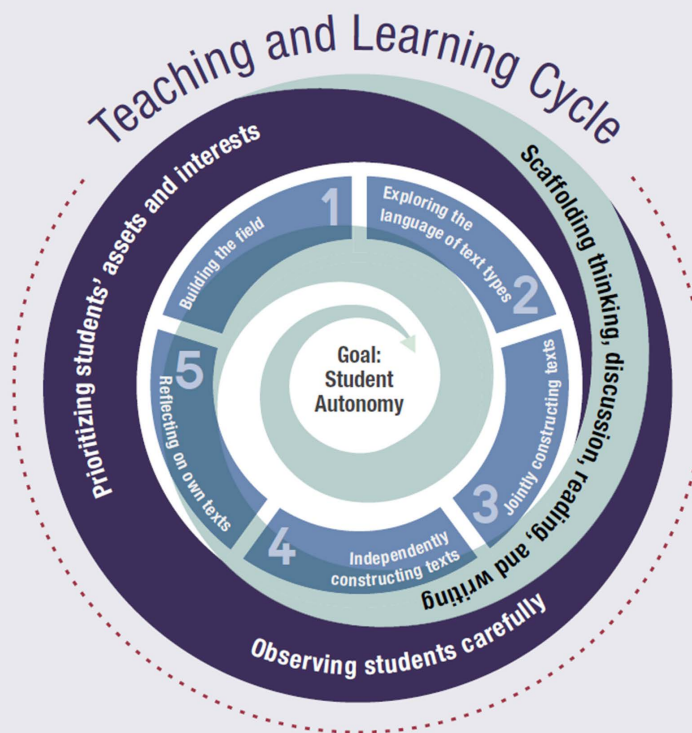 Teaching and Learning Cycle
Prioritizing students' assets and interests
Scaffolding thinking, discussion, reading, and writing
Observing students carefully
1
Building the field
Exploring the
language of text types
2
3
Jointly constructing texts
4
Independently
constructing texts
5
Reflecting on own texts
Goal:
Student
Autonomy